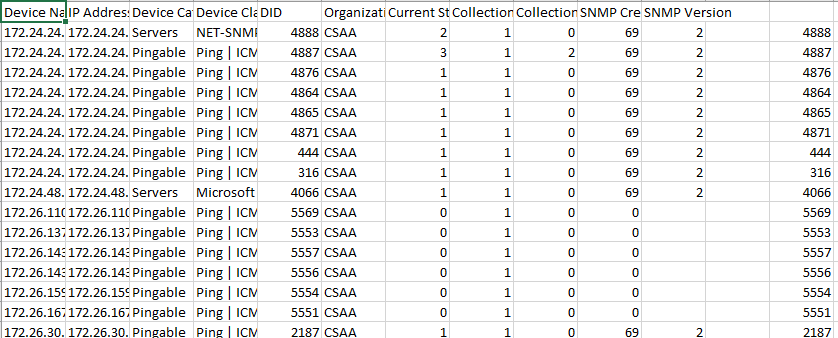 Device Na IP Address Device Ca Device Cla DID Organizati Current St Collection Collection SNMP Cre SNMP Version
172.24.24. 172.24.24. Servers NET-SNMP 4888 CSAA 2 1 0 69 2 4888
172.24.24. 172.24.24. Pingable Ping | ICM 4887 CSAA 3 1 2 69 2 4887
172.24.24. 172.24.24. Pingable Ping | ICM 4876 CSAA 1 1 0 69 2 4876
172.24.24. 172.24.24. Pingable Ping | ICM 4864 CSAA 1 1 0 69 2 4864
172.24.24. 172.24.24. Pingable Ping | ICM 4865 CSAA 1 1 0 69 2 4865
172.24.24. 172.24.24. Pingable Ping | ICM 4871 CSAA 1 1 0 69 2 4871
172.24.24. 172.24.24. Pingable Ping | ICM 444 CSAA 1 1 0 69 2 444
172.24.24. 172.24.24. Pingable Ping | ICM 316 CSAA 1 1 0 69 2 316
172.24.48. 172.24.48. Servers Microsoft 4066 CSAA 1 1 0 69 2 4066
172.26.110 172.26.110 Pingable Ping | ICM 5569 CSAA 0 1 0 0 5569
172.26.137 172.26.137 Pingable Ping | ICM 5553 CSAA 0 1 0 0 5553
172.26.143 172.26.143 Pingable Ping | ICM 5557 CSAA 0 1 0 0 5557
172.26.143 172.26.143 Pingable Ping | ICM 5556 CSAA 0 1 0 0 5556
172.26.159 172.26.159 Pingable Ping | ICM 5554 CSAA 0 1 0 0 5554
172.26.167 172.26.167 Pingable Ping | ICM 5551 CSAA 0 1 0 0 5551
172.26.30. 172.26.30. Pingable Ping | ICM 2187 CSAA 1 1 0 69 2 2187